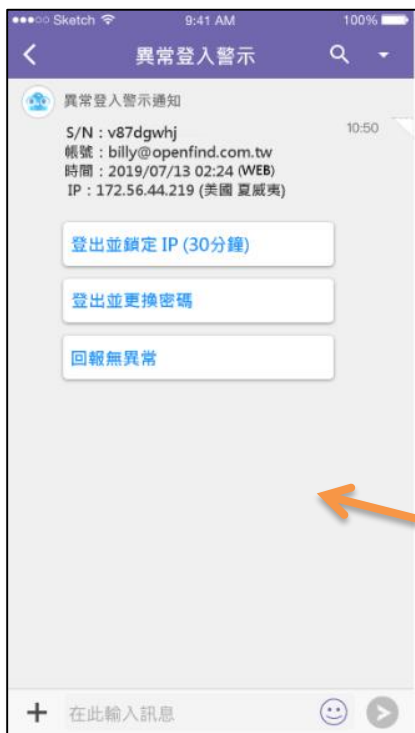 Sketch 9:41 AM 100%
異常登入警示
異常登入警示通知
S/N：v87dgwhj
10:50
帳號：billy@openfind.com.tw
時間：2019/07/13 02:24 (WEB)
IP：172.56.44.219 (美國 夏威夷)
登出並鎖定 IP (30分鐘)
登出並更換密碼
回報無異常
在此輸入訊息